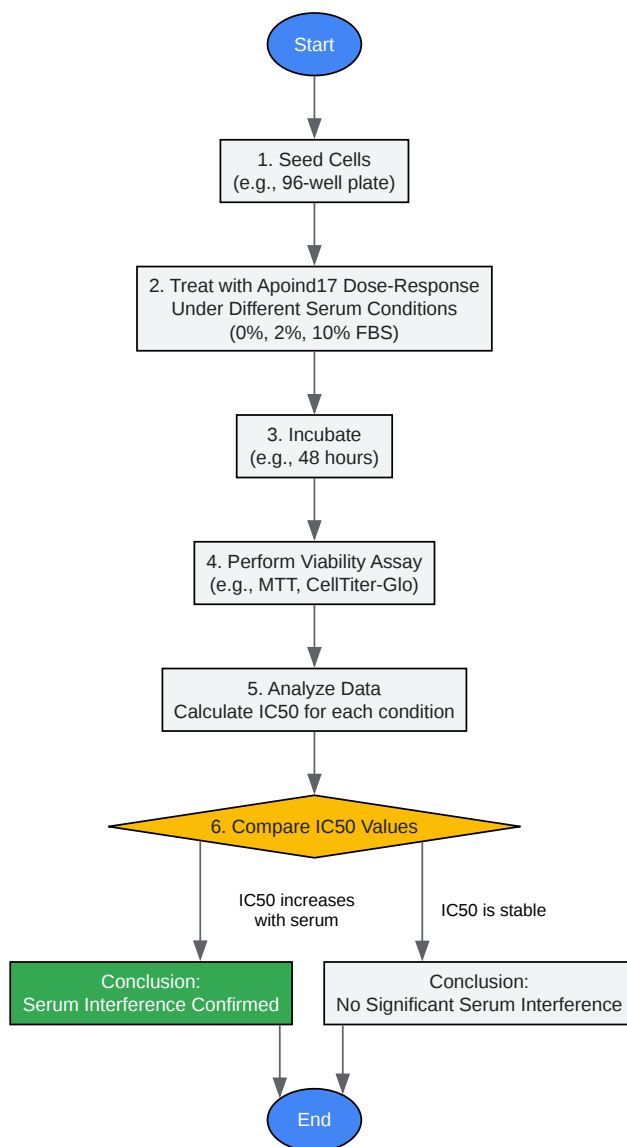 Start
1. Seed Cells
(e.g., 96-well plate)
2. Treat with Apoind17 Dose-Response
Under Different Serum Conditions
(0%, 2%, 10% FBS)
3. Incubate
(e.g., 48 hours)
4. Perform Viability Assay
(e.g., MTT, CellTiter-Glo)
5. Analyze Data
Calculate IC50 for each condition
6. Compare IC50 Values
IC50 increases
with serum
IC50 is stable
Conclusion:
Serum Interference Confirmed
Conclusion:
No Significant Serum Interference
End